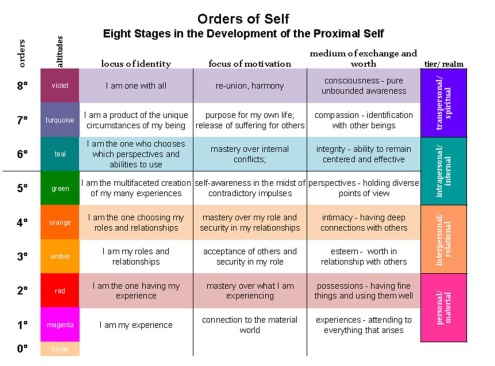 Orders of Self
Eight Stages in the Development of the Proximal Self
orders
altitudes
locus of identity
focus of motivation
medium of exchange and
worth
tier/ realm
8°
violet
I am one with all
re-union, harmony
consciousness - pure
unbounded awareness
transpersonal/
spiritual
7°
turquoise
I am a product of the unique
circumstances of my being
purpose for my own life;
release of suffering for others
compassion - identification
with other beings
6°
teal
I am the one who chooses
which perspectives and
abilities to use
mastery over internal
conflicts;
integrity - ability to remain
centered and effective
intrapersonal/
internal
5°
green
I am the multifaceted creation
of my many experiences
self-awareness in the midst of
contradictory impulses
perspectives - holding diverse
points of view
4°
orange
I am the one choosing my
roles and relationships
mastery over my role and
security in my relationships
intimacy - having deep
connections with others
interpersonal/
relational
3°
amber
I am my roles and
relationships
acceptance of others and
security in my role
esteem - worth in
relationship with others
2°
red
I am the one having my
experience
mastery over what I am
experiencing
possessions - having fine
things and using them well
personal/
material
1°
magenta
I am my experience
connection to the material
world
experiences - attending to
everything that arises
0°
beige